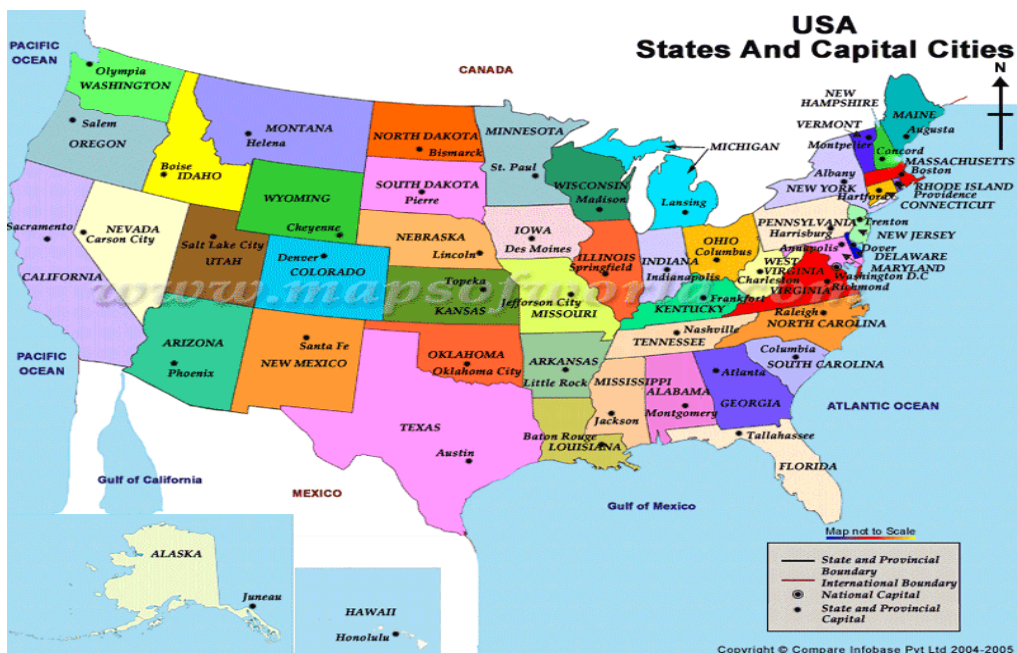 USA
States And Capital Cities
N
PACIFIC
OCEAN
CANADA
Olympia
WASHINGTON
Salem
OREGON
Boise
IDAHO
MONTANA
Helena
NORTH DAKOTA
Bismarck
MINNESOTA
St. Paul
SOUTH DAKOTA
Pierre
WYOMING
Cheyenne
WISCONSIN
Madison
MICHIGAN
Lansing
NEW
HAMPSHIRE
VERMONT
Montpelier
MAINE
Augusta
Concord
MASSACHUSETTS
Boston
Albany
NEW YORK
RHODE ISLAND
Providence
Hartford
CONNECTICUT
Sacramento
CALIFORNIA
NEVADA
Carson City
Salt Lake City
UTAH
Denver
COLORADO
NEBRASKA
Lincoln
IOWA
Des Moines
ILLINOIS
Springfield
INDIANA
Indianapolis
OHIO
Columbus
PENNSYLVANIA
Harrisburg
Trenton
NEW JERSEY
Annapolis
Dover
DELAWARE
MARYLAND
Washington D.C
WEST
VIRGINIA
Charleston
VIRGINIA
Richmond
www.mapsofworld.com
Topeka
KANSAS
Jefferson City
MISSOURI
KENTUCKY
Frankfort
Raleigh
NORTH CAROLINA
Nashville
TENNESSEE
PACIFIC
OCEAN
ARIZONA
Phoenix
Santa Fe
NEW MEXICO
OKLAHOMA
Oklahoma City
ARKANSAS
Little Rock
MISSISSIPPI
Jackson
ALABAMA
Montgomery
Atlanta
GEORGIA
Columbia
SOUTH CAROLINA
ATLANTIC OCEAN
TEXAS
Austin
Baton Rouge
LOUISIANA
Tallahassee
FLORIDA
Gulf of California
MEXICO
Gulf of Mexico
ALASKA
Juneau
HAWAII
Honolulu
Map not to Scale
State and Provincial
Boundary
International Boundary
National Capital
State and Provincial
Capital
Copyright © Compare Infobase Pvt Ltd 2004-2005